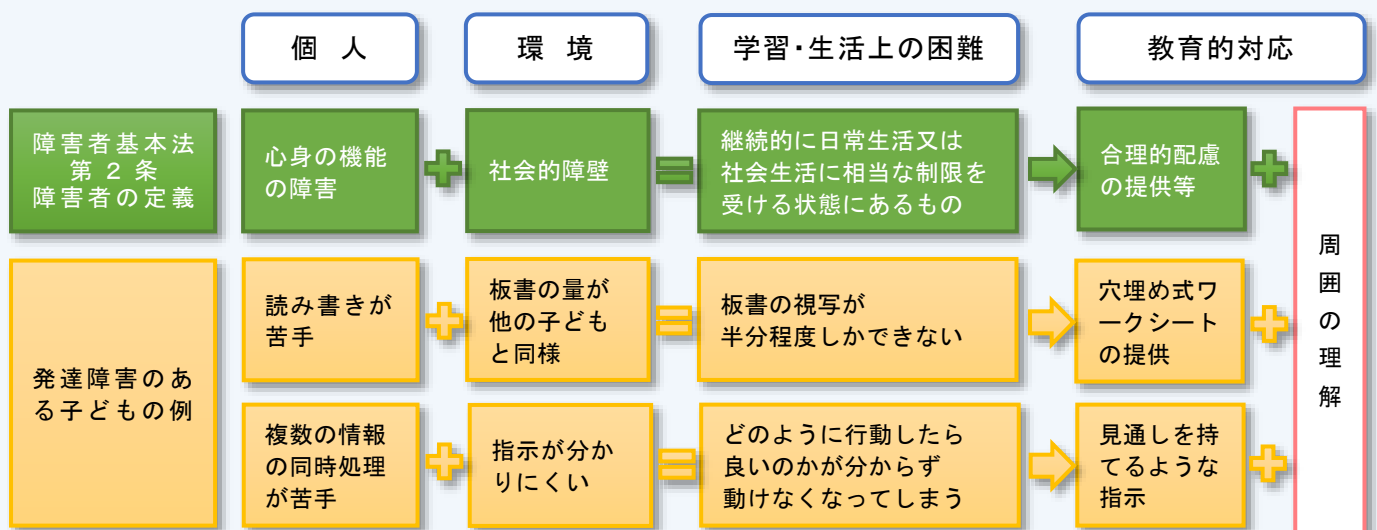 個 人
環 境
学習・生活上の困難
教育的対応
障害者基本法
第 2 条
障害者の定義
心身の機能
の障害
+
社会的障壁
=
継続的に日常生活又は
社会生活に相当な制限を
受ける状態にあるもの
合理的配慮
の提供等
+
発達障害のあ
る子どもの例
読み書きが
苦手
+
板書の量が
他の子ども
と同様
=
板書の視写が
半分程度しかできない
穴埋め式ワ
ークシート
の提供
+
複数の情報
の同時処理
が苦手
+
指示が分か
りにくい
=
どのように行動したら
良いのかが分からず
動けなくなってしまう
見通しを持
てるような
指示
+
周囲の理解